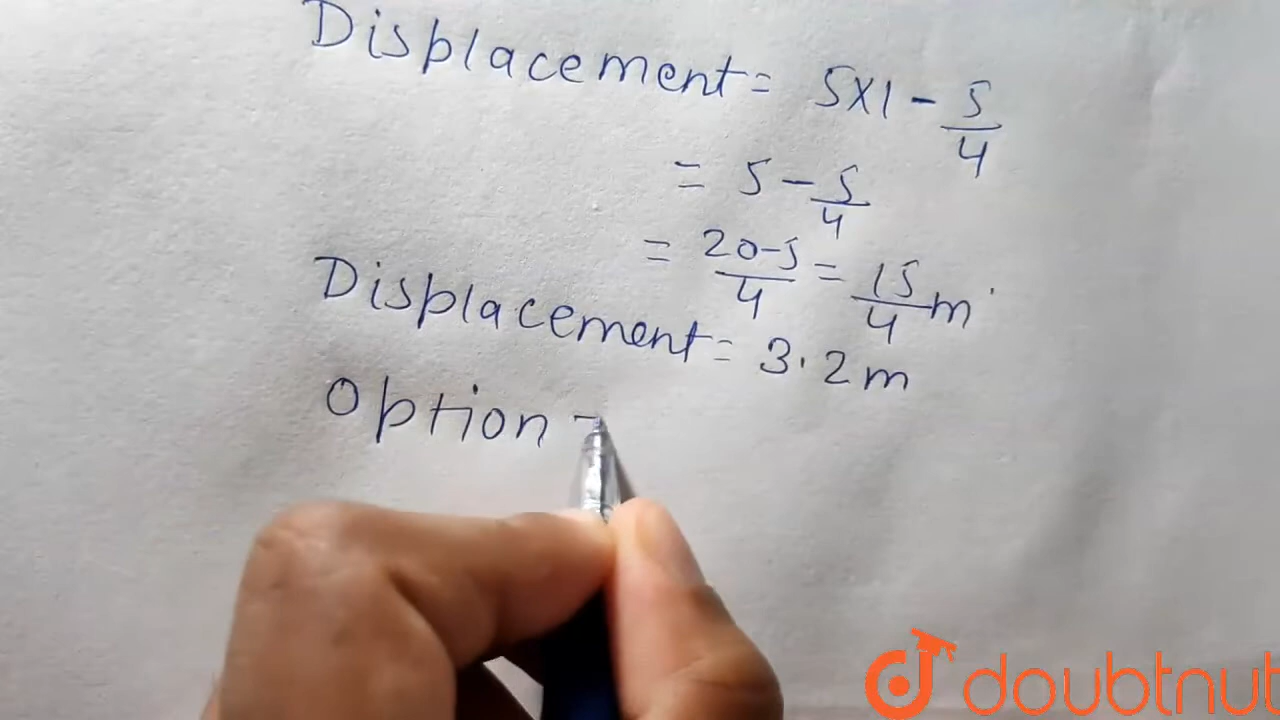 Displacement = 5x1 - 5/4
= 5 - 5/4
= 20-5/4 = 15/4 m
Displacement = 3.2m
Option -
doubtnut